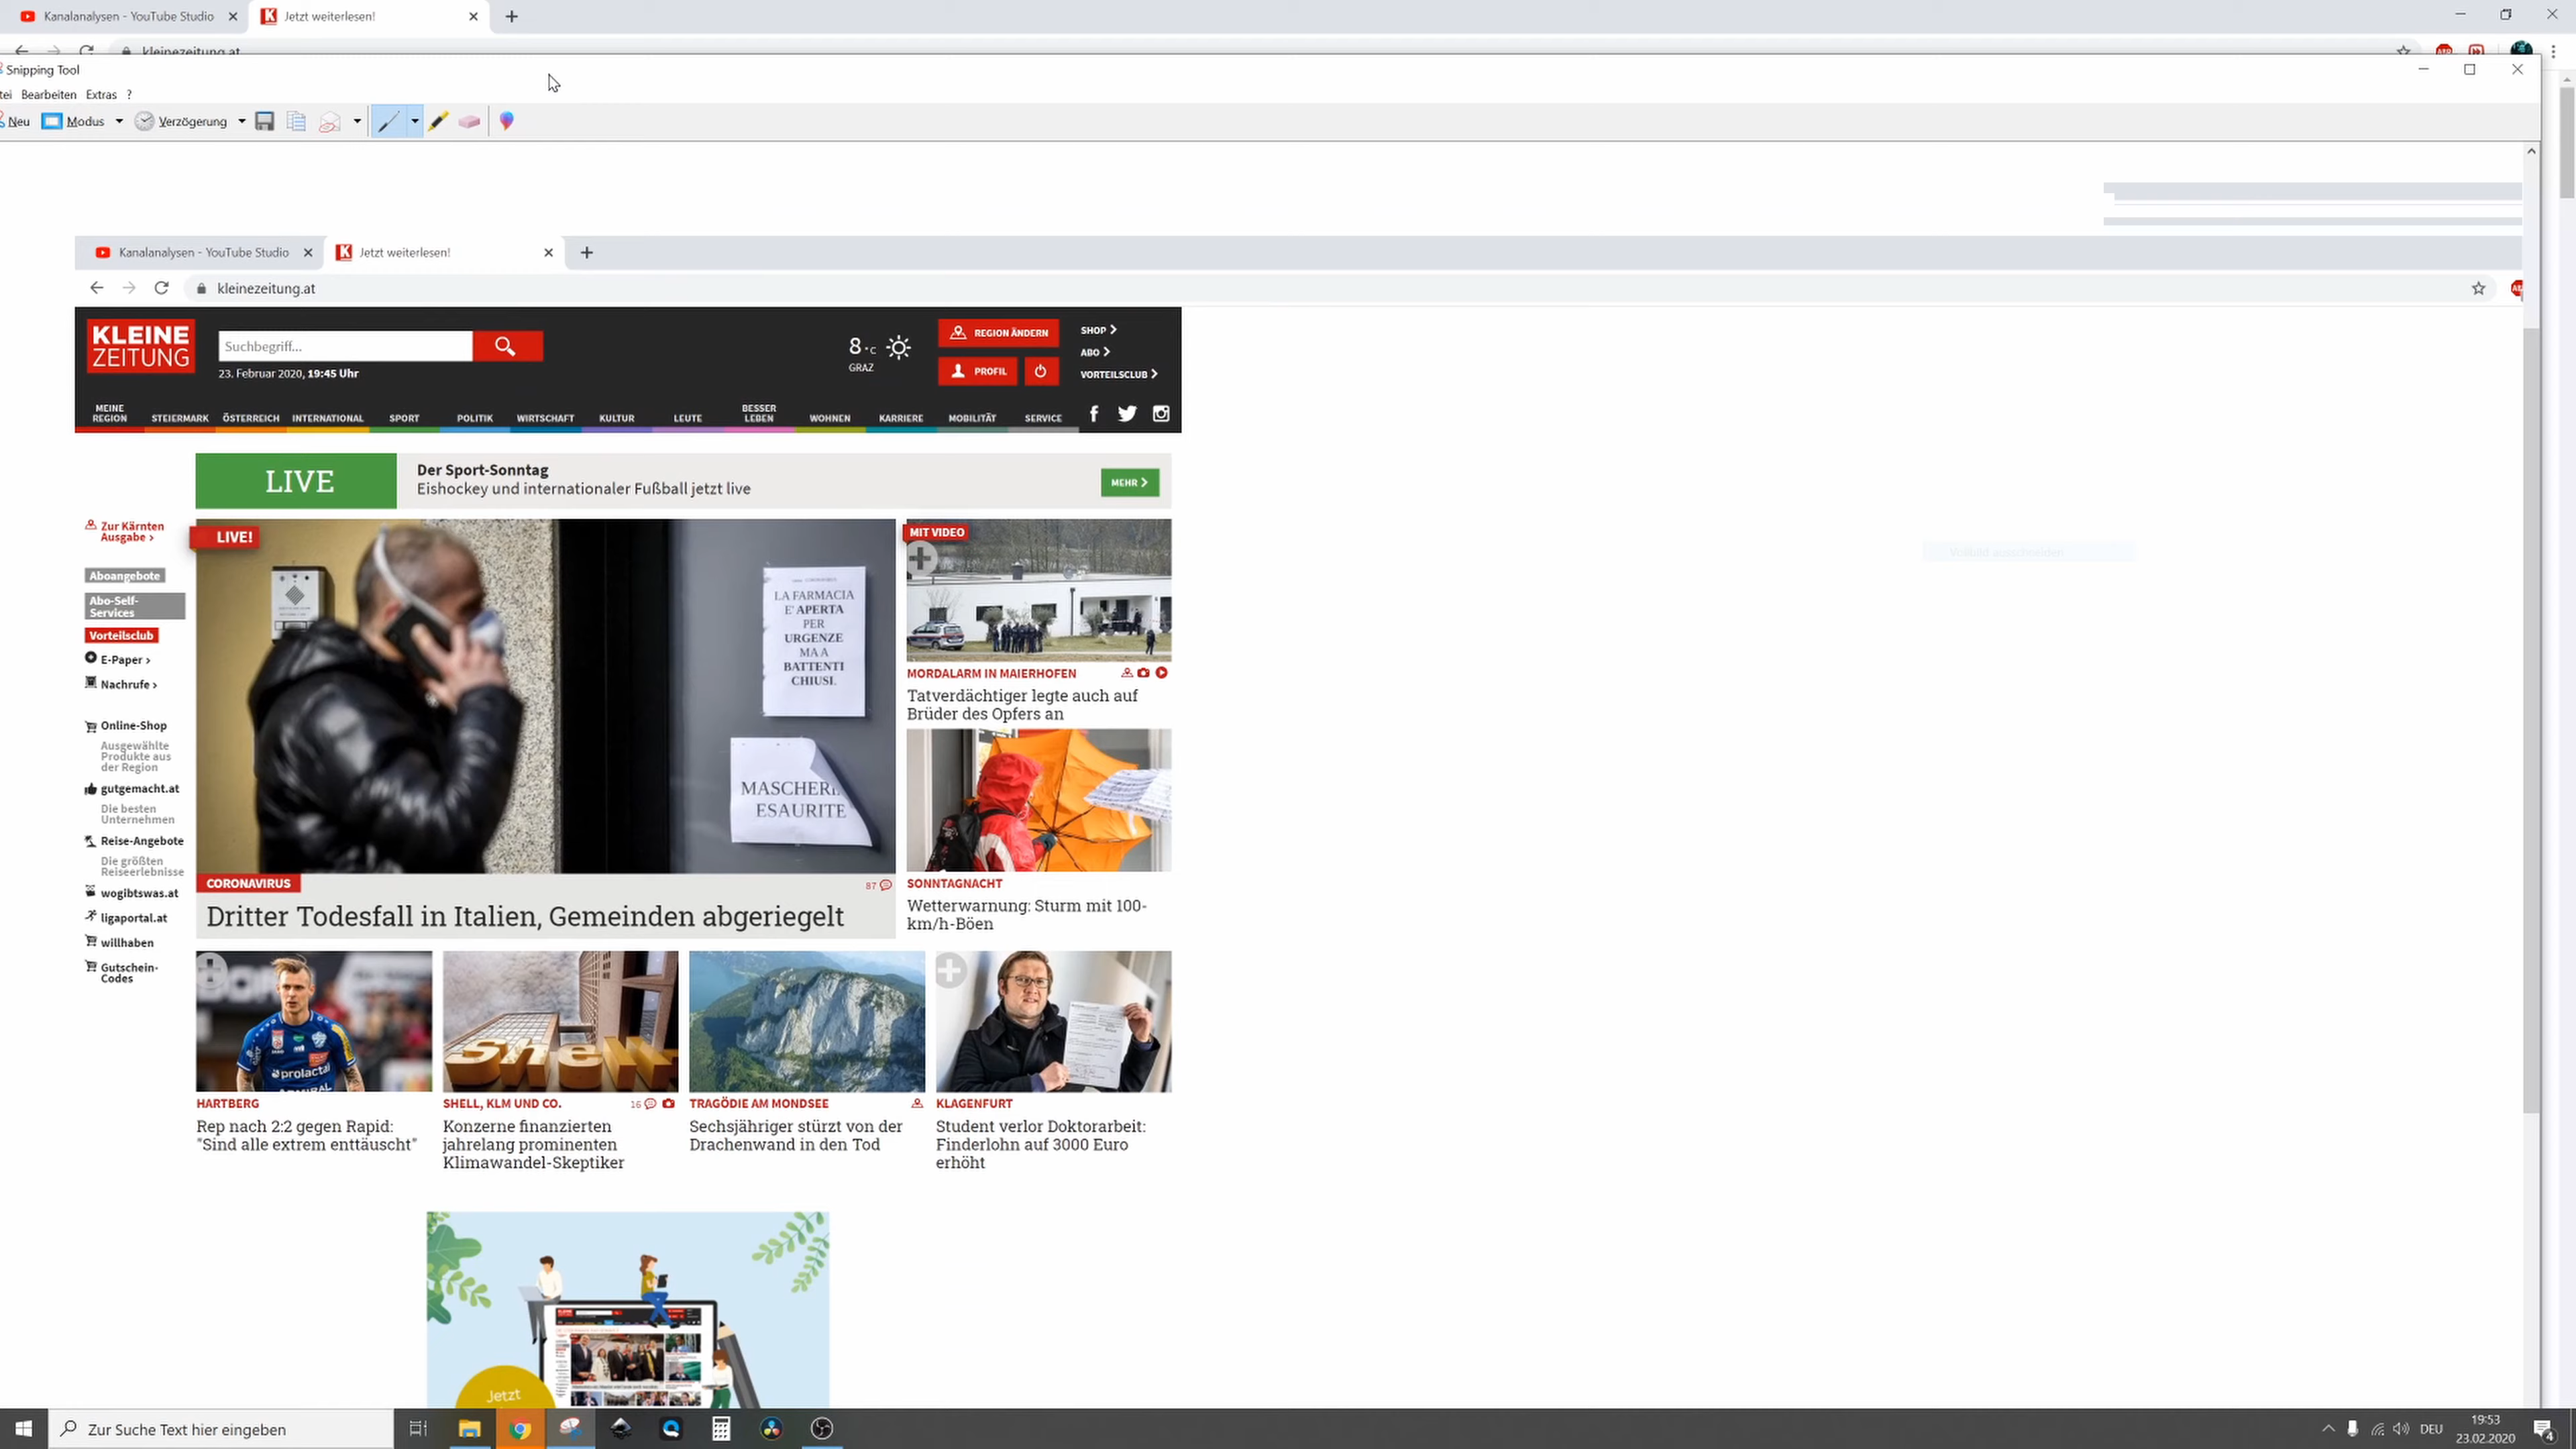 Kanalanalysen - YouTube Studio
Jetzt weiterlesen!
kleinezeitung.at
Snipping Tool
tei Bearbeiten Extras ?
Neu Modus Verzögerung
Kanalanalysen - YouTube Studio
Jetzt weiterlesen!
kleinezeitung.at
KLEINE
ZEITUNG
Suchbegriff...
23. Februar 2020, 19:45 Uhr
8°C
GRAZ
REGION ÄNDERN
PROFIL
SHOP
ABO
VORTEILSCLUB
MEINE
REGION
STEIERMARK
ÖSTERREICH
INTERNATIONAL
SPORT
POLITIK
WIRTSCHAFT
KULTUR
LEUTE
BESSER
LEBEN
WOHNEN
KARRIERE
MOBILITÄT
SERVICE
LIVE
Der Sport-Sonntag
Eishockey und internationaler Fußball jetzt live
MEHR
Zur Kärnten
Ausgabe ›
Aboangebote
Abo-Self-
Services
Vorteilsclub
E-Paper ›
Nachrufe ›
Online-Shop
Ausgewählte
Produkte aus
der Region
gutgemacht.at
Die besten
Unternehmen
Reise-Angebote
Die größten
Reiseerlebnisse
wogibtswas.at
ligaportal.at
willhaben
Gutschein-
Codes
LIVE!
LA FARMACIA
E' APERTA
PER
URGENZE
MA A
BATTENTI
CHIUSI.
MASCHERI
ESAURITE
CORONAVIRUS
87
Dritter Todesfall in Italien, Gemeinden abgeriegelt
MIT VIDEO
MORDALARM IN MAIERHOFEN
Tatverdächtiger legte auch auf
Brüder des Opfers an
SONNTAGNACHT
Wetterwarnung: Sturm mit 100-
km/h-Böen
prolactal
ADMIRAL
HARTBERG
Rep nach 2:2 gegen Rapid:
"Sind alle extrem enttäuscht"
Shell
SHELL, KLM UND CO.
16
Konzerne finanzierten
jahrelang prominenten
Klimawandel-Skeptiker
TRAGÖDIE AM MONDSEE
Sechsjähriger stürzt von der
Drachenwand in den Tod
KLAGENFURT
Student verlor Doktorarbeit:
Finderlohn auf 3000 Euro
erhöht
Jetzt
Zur Suche Text hier eingeben
DEU
19:53
23.02.2020
4